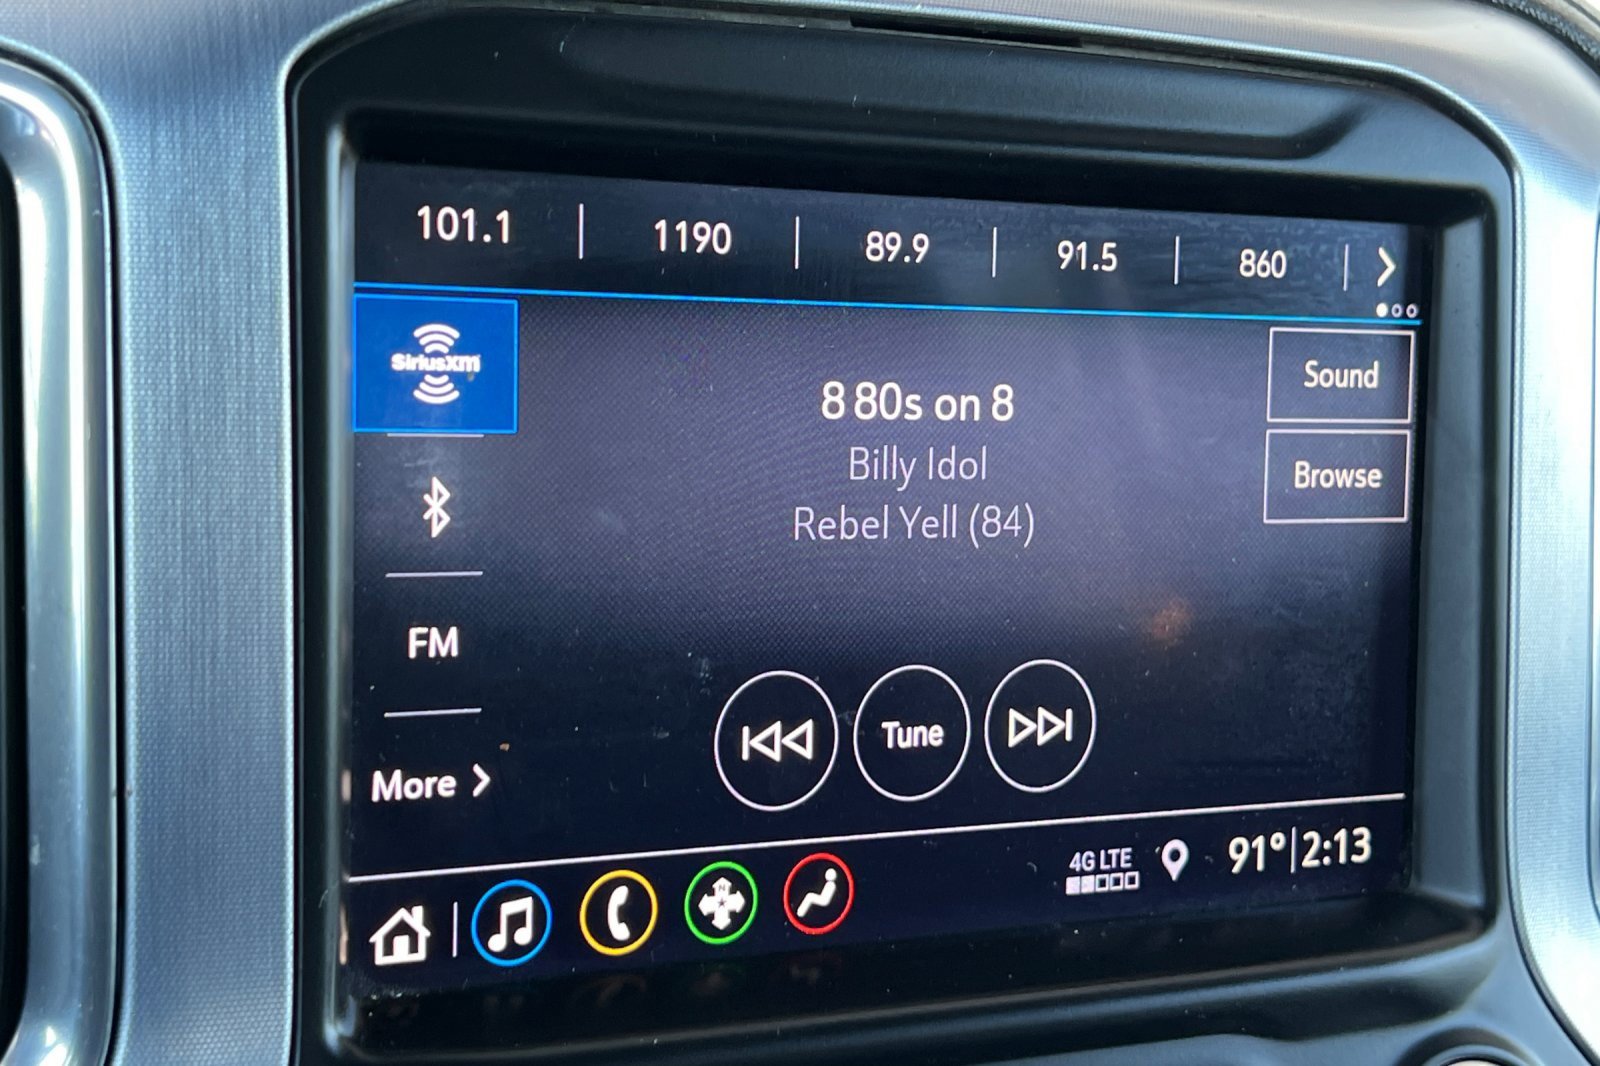 101.1 | 1190 | 89.9 | 91.5 | 860 |
SiriusXM
Sound
8 80s on 8
Billy Idol
Rebel Yell (84)
Browse
FM
Tune
More
4G LTE
91° | 2:13
N